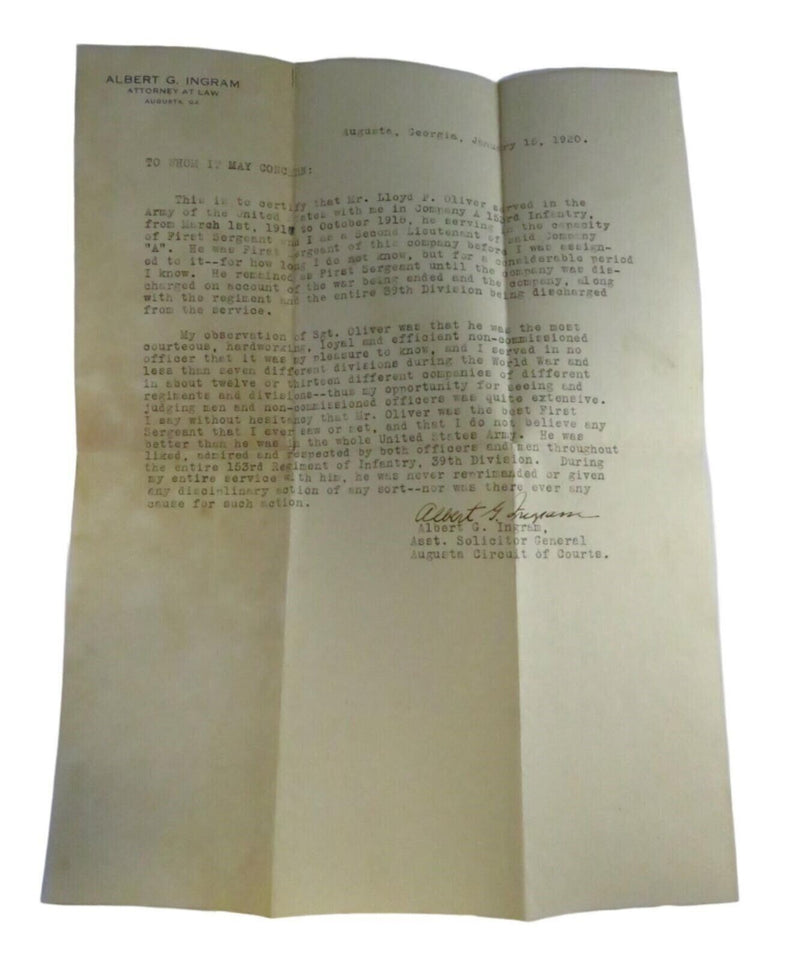 ALBERT G. INGRAM
ATTORNEY AT LAW
AUGUSTA, GA
Augusta, Georgia, January 15, 1920.
TO WHOM IT MAY CONCERN:
This is to certify that Mr. Lloyd P. Oliver served in the
Army of the United States with me in Company A 153rd Infantry,
from March 1st, to October 1918, he serving in the capacity
of First Sergeant and I as a Second Lieutenant of said Company
"A". He was First Sergeant of this company before I was assign-
ed to it--for how long I do not know, but for a considerable period
I know. He remained as First Sergeant until the company was dis-
charged on account of the war being ended and the company, along
with the regiment and the entire 39th Division being discharged
from the service.
My observation of Sgt. Oliver was that he was the most
courteous, hardworking, loyal and efficient non-commissioned
officer that it was my pleasure to know, and I served in no
less than seven different divisions during the World War and
in about twelve or thirteen different companies of different
regiments and divisions--thus my opportunity for seeing and
judging men and non-commissioned officers was quite extensive.
I say without hesitancy that Mr. Oliver was the best First
Sergeant that I ever saw or met, and that I do not believe any
better than he was in the whole United States Army. He was
liked, admired and respected by both officers and men throughout
the entire 153rd Regiment of Infantry, 39th Division. During
my entire service with him, he was never reprimanded or given
any disciplinary action of any sort--nor was there ever any
cause for such action.
Albert G. Ingram
Albert G. Ingram,
Asst. Solicitor General
Augusta Circuit of Courts.